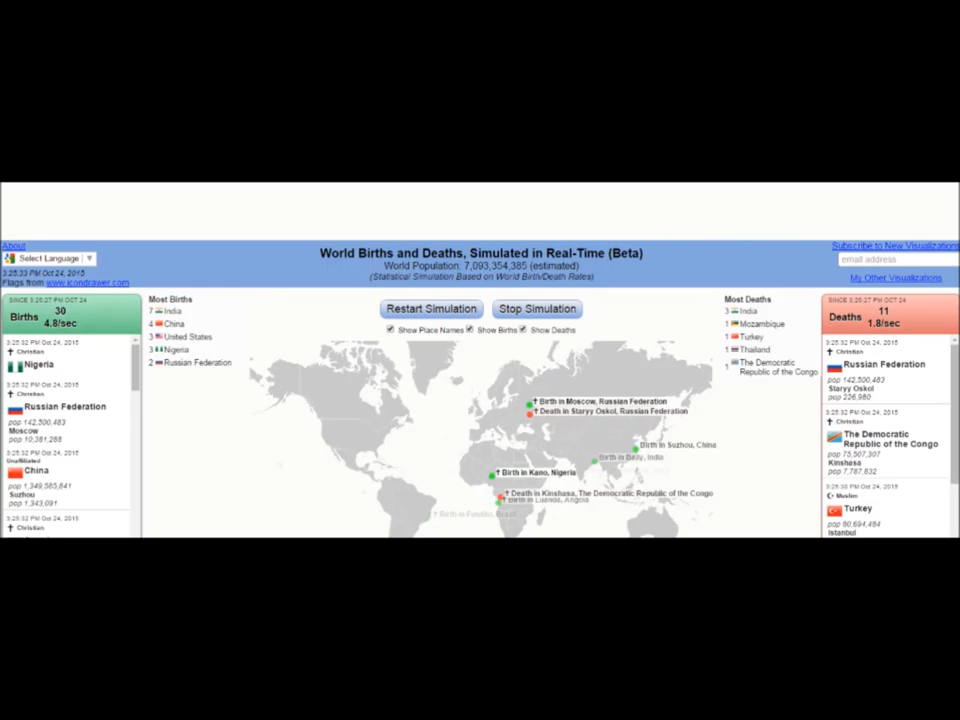 About
Select Language
3:25:33 PM Oct 24, 2015
Flags from www.icondrawer.com
World Births and Deaths, Simulated in Real-Time (Beta)
World Population: 7,093,354,385 (estimated)
(Statistical Simulation Based on World Birth/Death Rates)
Subscribe to New Visualizations
email address
My Other Visualizations
SINCE 3:25:27 PM OCT 24
Births 30
4.8/sec
3:25:32 PM Oct 24, 2015
Christian
Nigeria
3:25:32 PM Oct 24, 2015
Christian
Russian Federation
pop 142,500,483
Moscow
pop 10,381,288
3:25:32 PM Oct 24, 2015
Unaffiliated
China
pop 1,349,585,841
Suzhou
pop 1,343,091
3:25:32 PM Oct 24, 2015
Christian
Most Births
7 India
4 China
3 United States
3 Nigeria
2 Russian Federation
Restart Simulation
Stop Simulation
Show Place Names
Show Births
Show Deaths
Birth in Moscow, Russian Federation
Death in Staryy Oskol, Russian Federation
Birth in Suzhou, China
Birth in Bally, India
Birth in Kano, Nigeria
Death in Kinshasa, The Democratic Republic of the Congo
Birth in Luanda, Angola
Birth in
Brazil
Most Deaths
3 India
1 Mozambique
1 Turkey
1 Thailand
1 The Democratic
Republic of the Congo
SINCE 3:25:27 PM OCT 24
Deaths 11
1.8/sec
3:25:32 PM Oct 24, 2015
Christian
Russian Federation
pop 142,500,483
Staryy Oskol
pop 226,980
3:25:32 PM Oct 24, 2015
Christian
The Democratic
Republic of the Congo
pop 75,507,307
Kinshasa
pop 7,787,832
3:25:30 PM Oct 24, 2015
Muslim
Turkey
pop 80,694,484
Istanbul